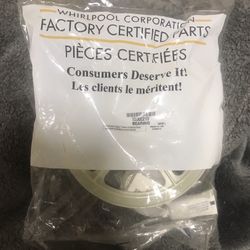 WHIRLPOOL CORPORATION
FACTORY CERTIFIED PARTS
PIÈCES CERTIFIÉES
Consumers Deserve It!
Les clients le méritent!